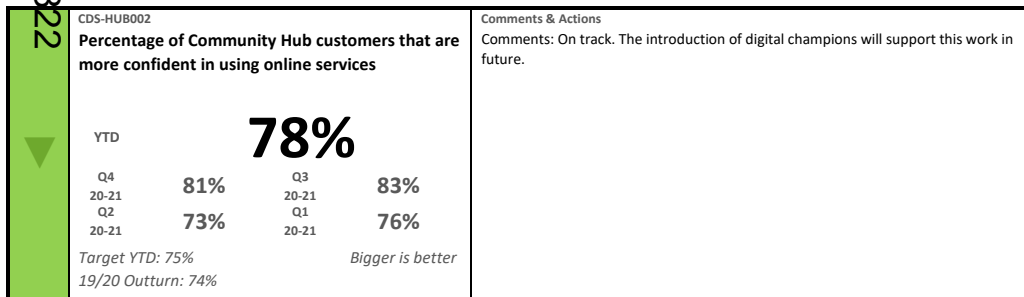 322
CDS-HUB002
Percentage of Community Hub customers that are
more confident in using online services
YTD
78%
Q4
20-21
81%
Q3
20-21
83%
Q2
20-21
73%
Q1
20-21
76%
Target YTD: 75%
Bigger is better
19/20 Outturn: 74%
Comments & Actions
Comments: On track. The introduction of digital champions will support this work in
future.